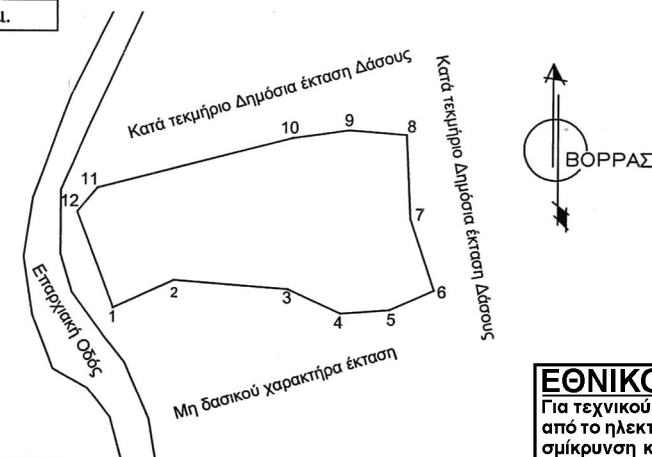 Κατά τεκμήριο Δημόσια έκταση Δάσους
Κατά τεκμήριο Δημόσια έκταση Δάσους
ΒΟΡΡΑΣ
8
9
10
11
12
7
6
5
4
3
2
1
Επαρχιακή Οδός
Μη δασικού χαρακτήρα έκταση
ΕΘΝΙΚΟ
Για τεχνικού
από το ηλεκτ
σμίκρυνση κ